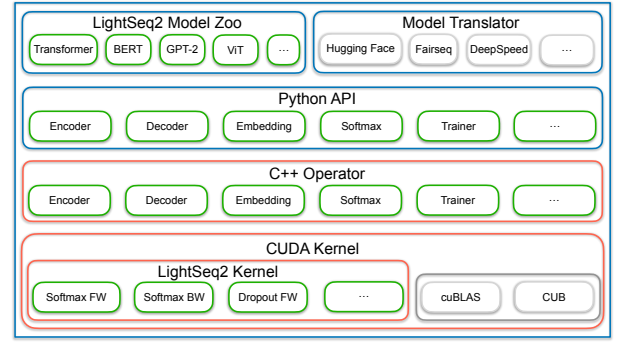 LightSeq2 Model Zoo
Transformer BERT GPT-2 ViT ...
Model Translator
Hugging Face Fairseq DeepSpeed ...
Python API
Encoder Decoder Embedding Softmax Trainer ...
C++ Operator
Encoder Decoder Embedding Softmax Trainer ...
CUDA Kernel
LightSeq2 Kernel
Softmax FW Softmax BW Dropout FW ...
cuBLAS CUB